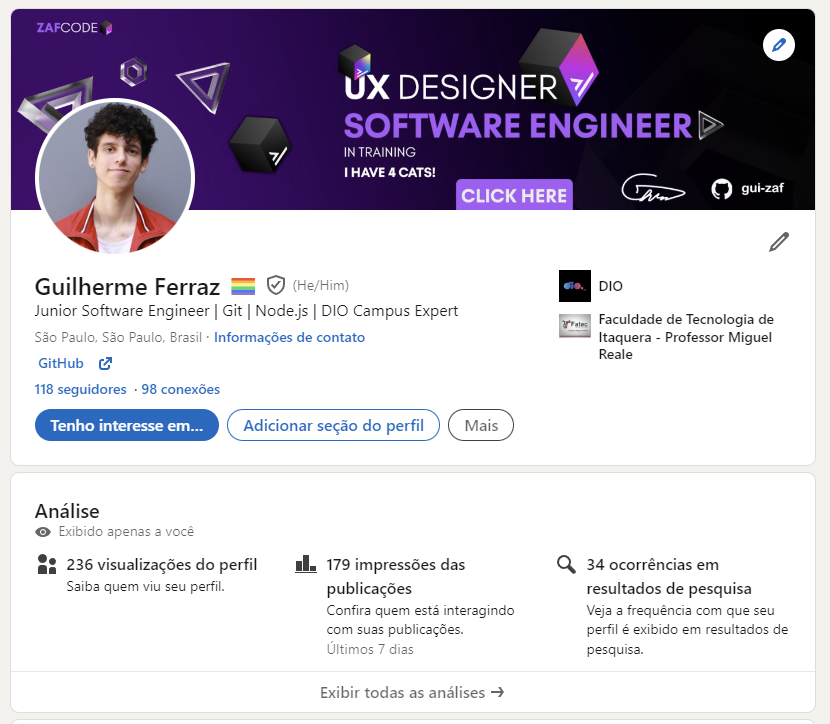 ZAFCODE
UX DESIGNER
SOFTWARE ENGINEER
IN TRAINING
I HAVE 4 CATS!
CLICK HERE
gui-zaf
Guilherme Ferraz (He/Him)
Junior Software Engineer | Git | Node.js | DIO Campus Expert
São Paulo, São Paulo, Brasil · Informações de contato
GitHub
118 seguidores · 98 conexões
Tenho interesse em...
Adicionar seção do perfil
Mais
dio.
DIO
Fatec
Faculdade de Tecnologia de
Itaquera - Professor Miguel
Reale
Análise
Exibido apenas a você
236 visualizações do perfil
Saiba quem viu seu perfil.
179 impressões das
publicações
Confira quem está interagindo
com suas publicações.
Últimos 7 dias
34 ocorrências em
resultados de pesquisa
Veja a frequência com que seu
perfil é exibido em resultados de
pesquisa.
Exibir todas as análises →